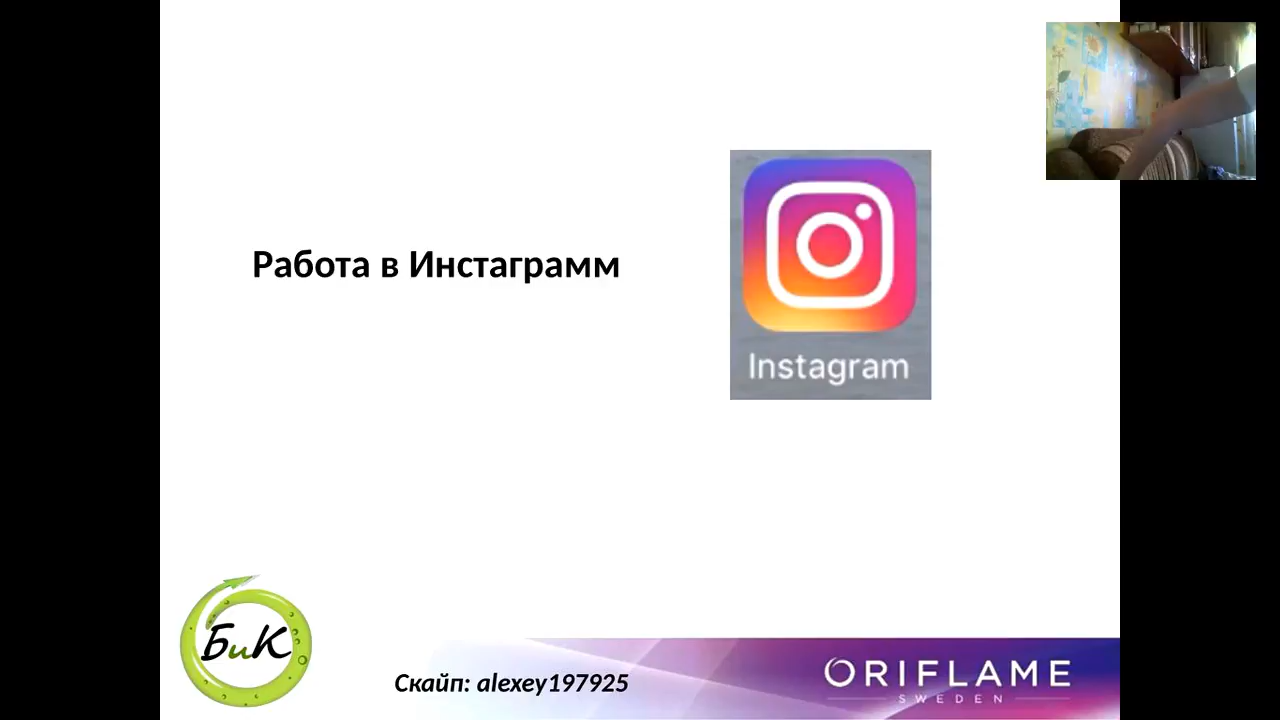 Работа в Инстаграмм
Instagram
БиК
Скайп: alexey197925
ORIFLAME
SWEDEN